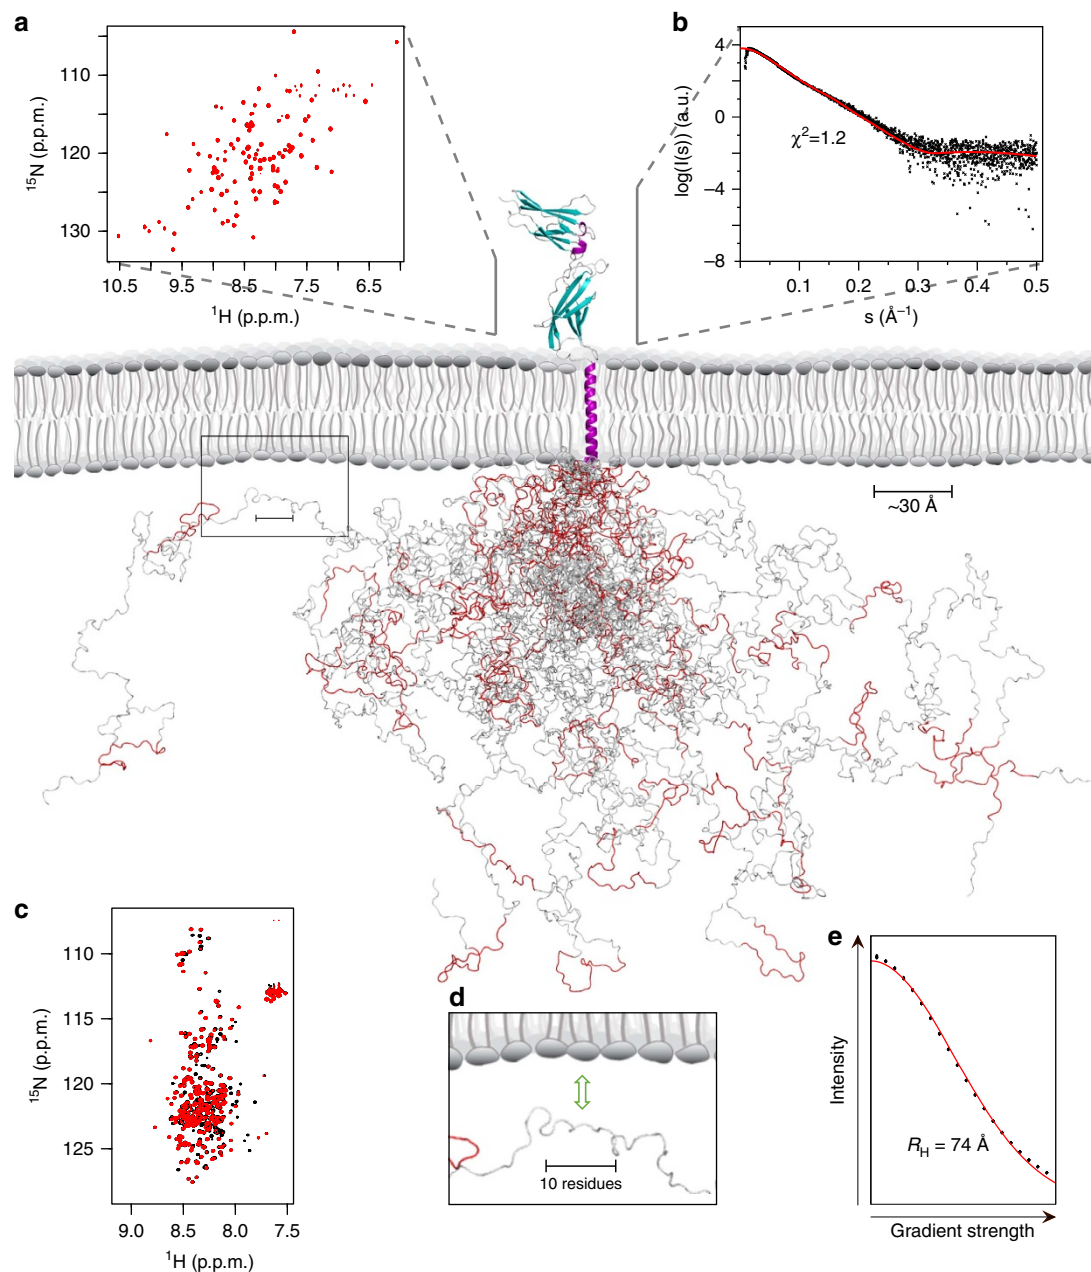 a
110
120
130
¹⁵N (p.p.m.)
10.5 9.5 8.5 7.5 6.5
¹H (p.p.m.)
b
4
0
−4
−8
log(I(s)) (a.u.)
χ²=1.2
0.1 0.2 0.3 0.4 0.5
s (Å⁻¹)
~30 Å
c
110
115
120
125
¹⁵N (p.p.m.)
9.0 8.5 8.0 7.5
¹H (p.p.m.)
d
10 residues
e
Intensity
R_H = 74 Å
Gradient strength